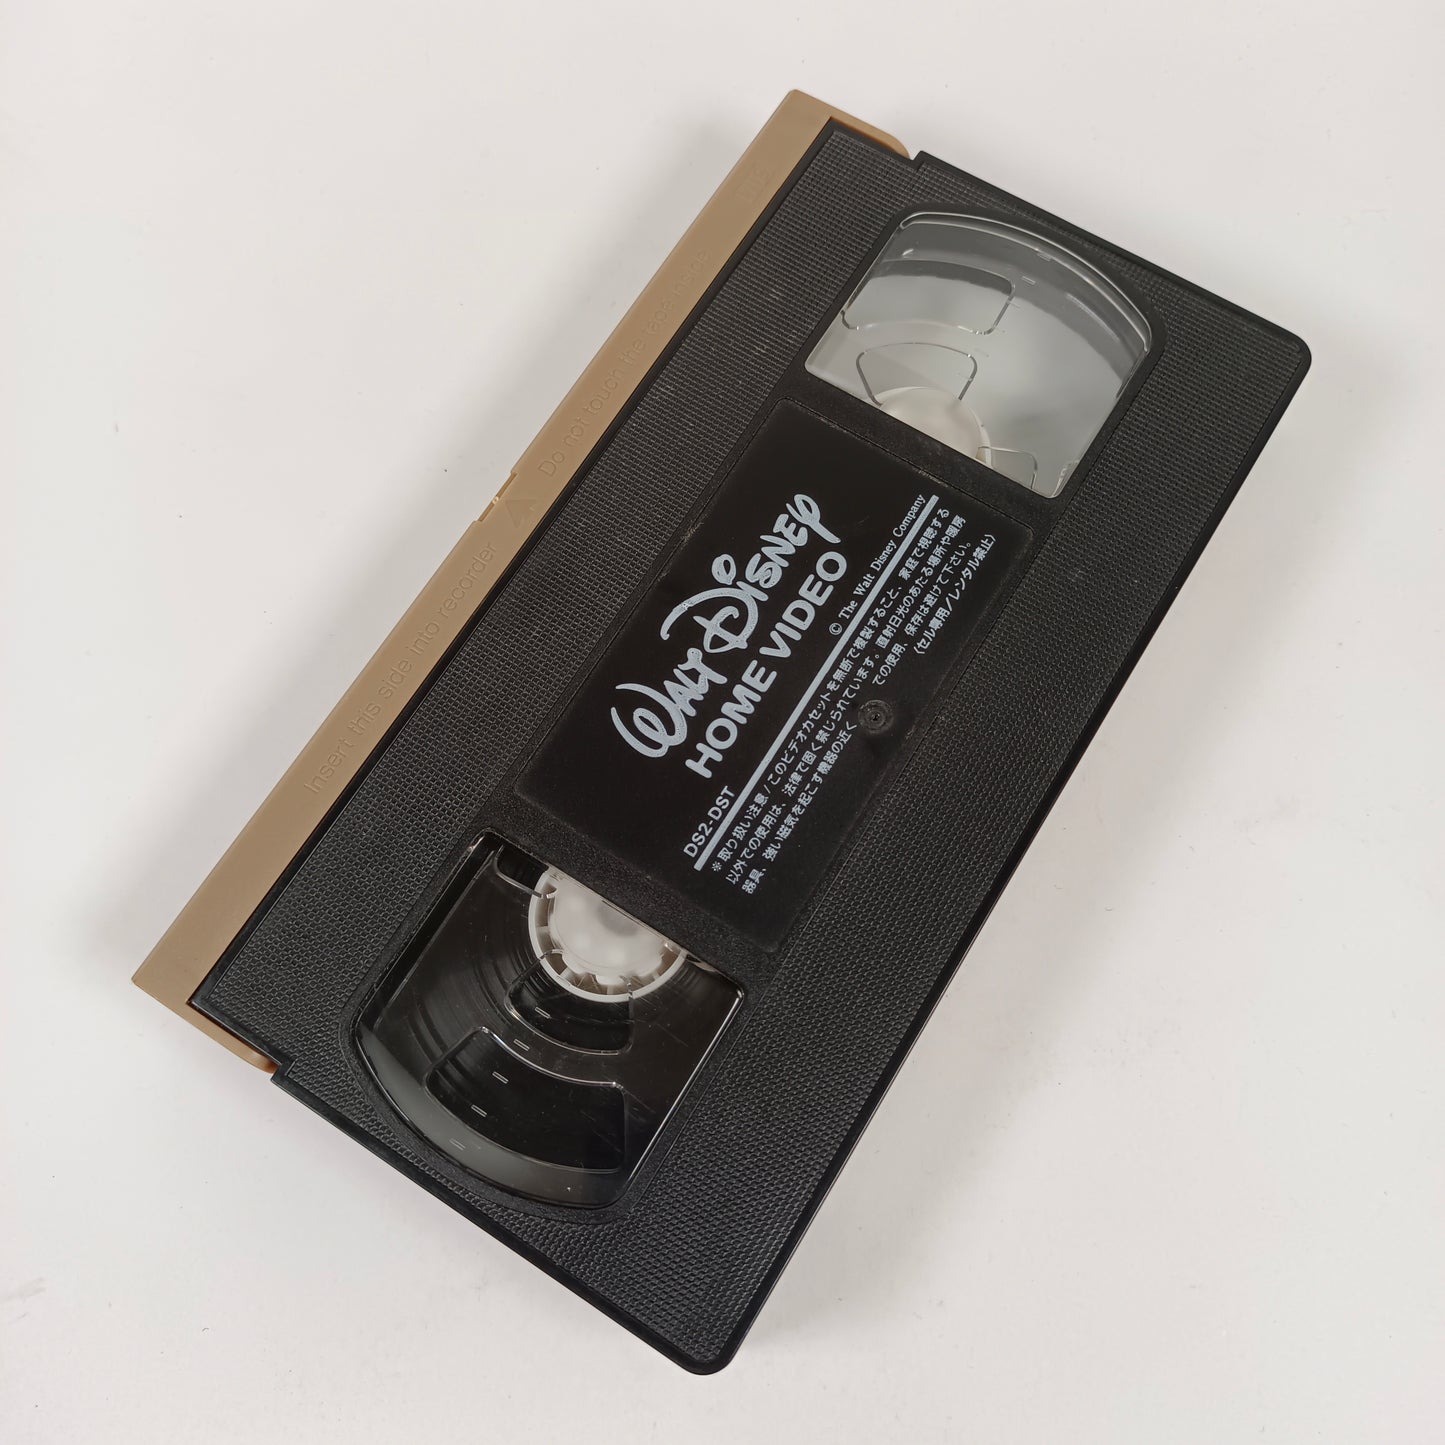 Insert this side into recorder
Do not touch the tape inside
WALT DISNEY
HOME VIDEO
DS2-DST
© The Walt Disney Company
※取り扱い注意/このビデオカセットを無断で複製すること、家庭で視聴する
以外での使用は、法律で固く禁じられています。直射日光のあたる場所や暖房
器具、強い磁気を起こす機器の近く での使用、保存は避けて下さい。
(セル専用/レンタル禁止)